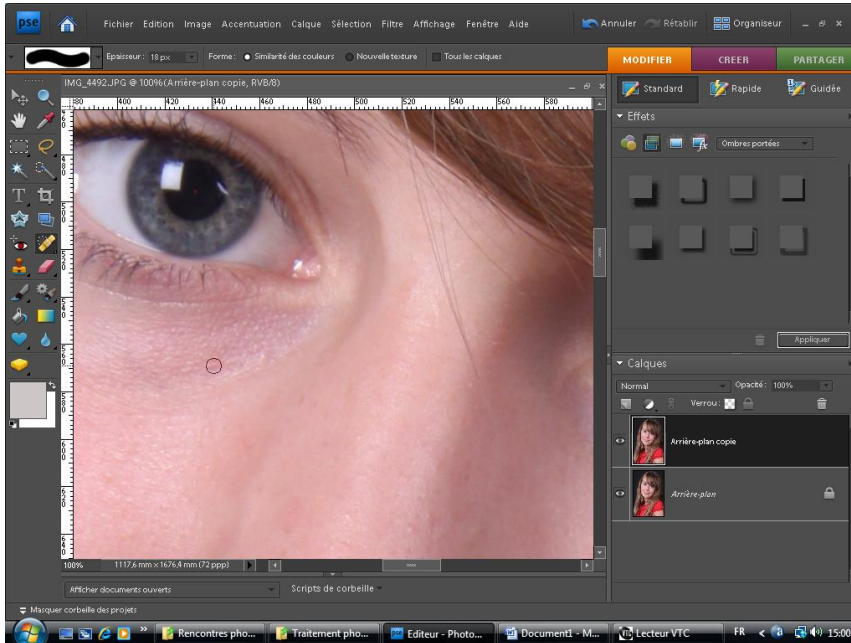 pse Fichier Edition Image Accentuation Calque Sélection Filtre Affichage Fenêtre Aide Annuler Rétablir Organiseur
Epaisseur: 18 px Forme: Similarité des couleurs Nouvelle texture Tous les calques
MODIFIER CREER PARTAGER
IMG_4492.JPG @ 100% (Arrière-plan copie, RVB/8)
Standard Rapide Guidée
400 420 440 460 480 500 520 540 560 580
Effets
Ombres portées
Appliquer
Calques
Normal Opacité: 100%
Verrou:
Arrière-plan copie
Arrière-plan
100% 1117,6 mm x 1676,4 mm (72 ppp)
Afficher documents ouverts Scripts de corbeille
Masquer corbeille des projets
Rencontres pho... Traitement pho... Editeur - Photo... Document1 - M... Lecteur VTC FR 15:00